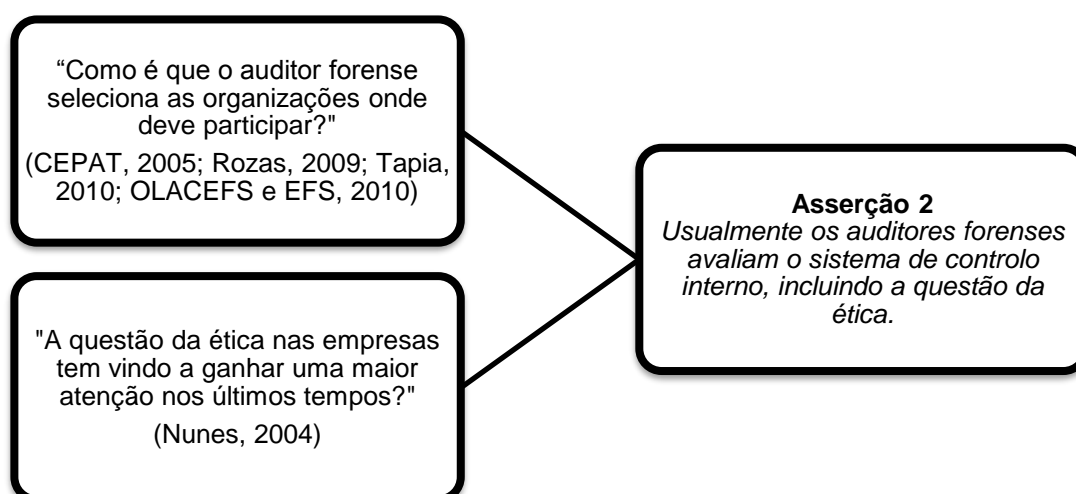 “Como é que o auditor forense
seleciona as organizações onde
deve participar?"
(CEPAT, 2005; Rozas, 2009; Tapia,
2010; OLACEFS e EFS, 2010)
"A questão da ética nas empresas
tem vindo a ganhar uma maior
atenção nos últimos tempos?"
(Nunes, 2004)
Asserção 2
Usualmente os auditores forenses
avaliam o sistema de controlo
interno, incluindo a questão da
ética.